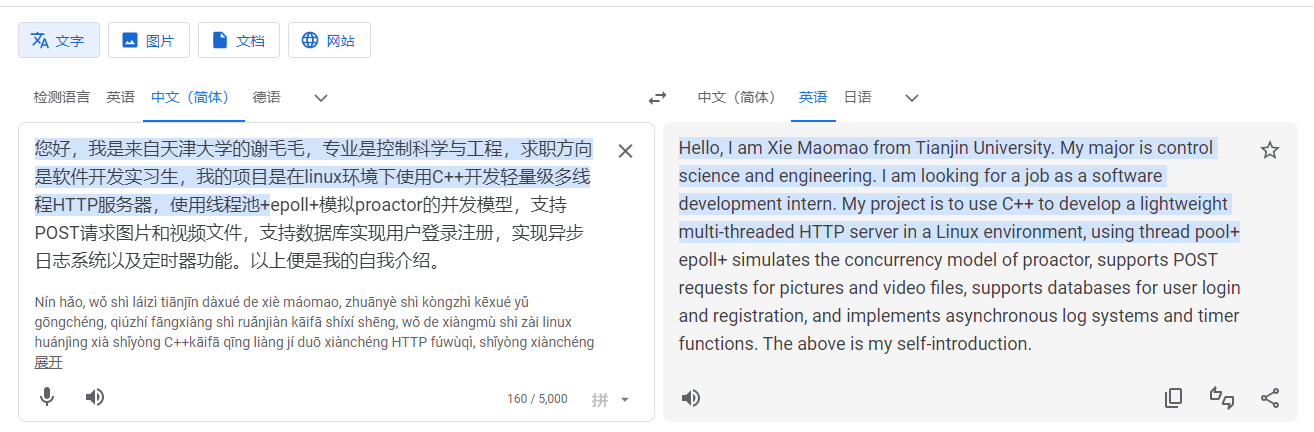 文字 图片 文档 网站
检测语言 英语 中文（简体） 德语 中文（简体） 英语 日语
您好，我是来自天津大学的谢毛毛，专业是控制科学与工程，求职方向
是软件开发实习生，我的项目是在linux环境下使用C++开发轻量级多线
程HTTP服务器，使用线程池+epoll+模拟proactor的并发模型，支持
POST请求图片和视频文件，支持数据库实现用户登录注册，实现异步
日志系统以及定时器功能。以上便是我的自我介绍。
Nín hǎo, wǒ shì láizì tiānjīn dàxué de xiè máomao, zhuānyè shì kòngzhì kēxué yǔ
gōngchéng, qiúzhí fāngxiàng shì ruǎnjiàn kāifā shíxí shēng, wǒ de xiàngmù shì zài linux
huánjìng xià shǐyòng C++kāifā qīng liàng jí duō xiànchéng HTTP fúwùqì, shǐyòng xiànchéng
展开
160 / 5,000 拼
Hello, I am Xie Maomao from Tianjin University. My major is control
science and engineering. I am looking for a job as a software
development intern. My project is to use C++ to develop a lightweight
multi-threaded HTTP server in a Linux environment, using thread pool+
epoll+ simulates the concurrency model of proactor, supports POST
requests for pictures and video files, supports databases for user login
and registration, and implements asynchronous log systems and timer
functions. The above is my self-introduction.